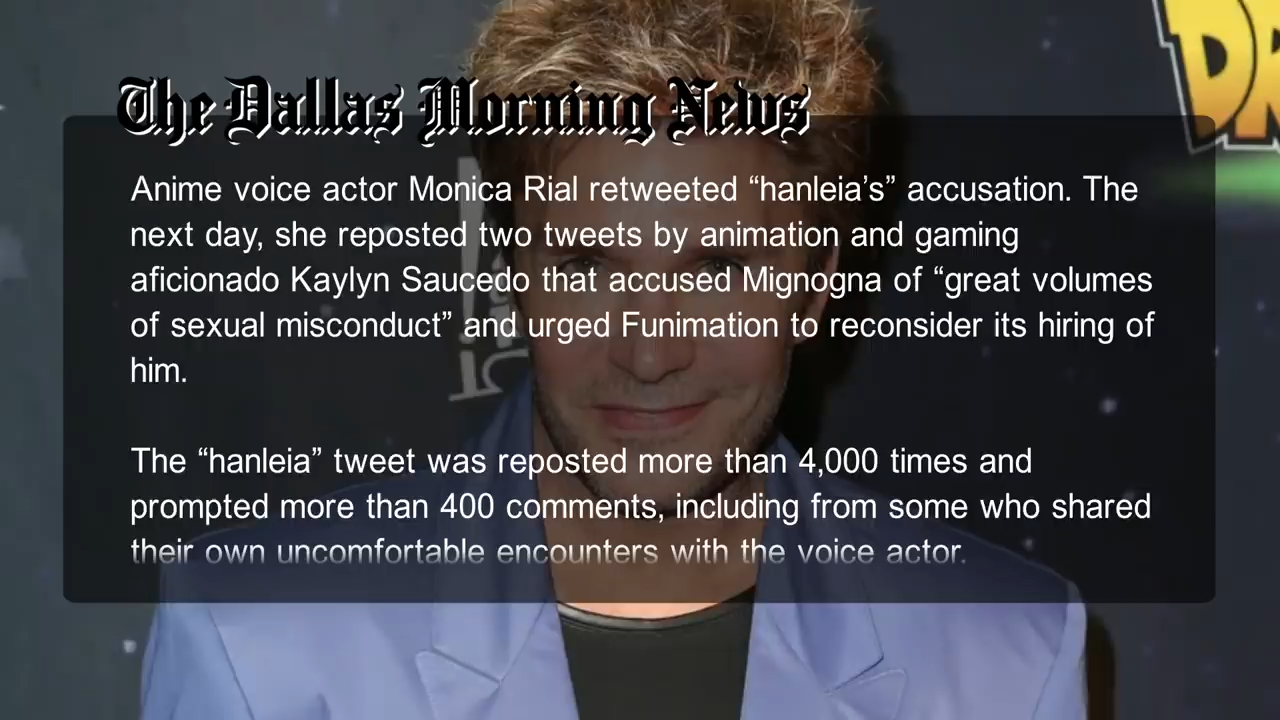 The Dallas Morning News
DR
Anime voice actor Monica Rial retweeted “hanleia’s” accusation. The
next day, she reposted two tweets by animation and gaming
aficionado Kaylyn Saucedo that accused Mignogna of “great volumes
of sexual misconduct” and urged Funimation to reconsider its hiring of
him.
The “hanleia” tweet was reposted more than 4,000 times and
prompted more than 400 comments, including from some who shared
their own uncomfortable encounters with the voice actor.